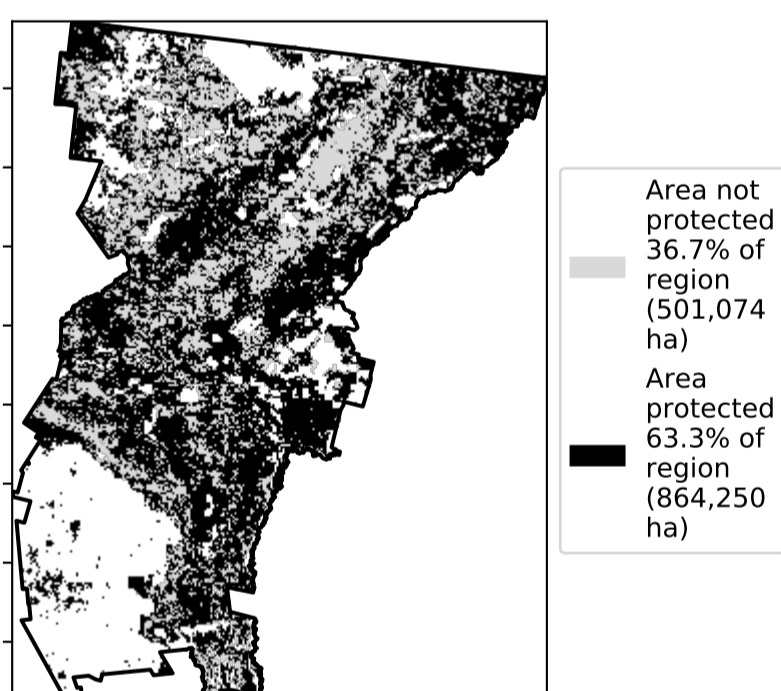 Area not
protected
36.7% of
region
(501,074
ha)
Area
protected
63.3% of
region
(864,250
ha)